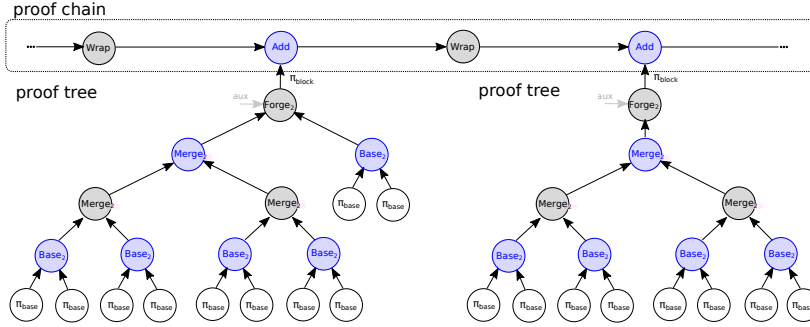 proof chain
... Wrap Add Wrap Add ...
π_block π_block
proof tree proof tree
aux Forge₂ aux Forge₂
Merge₂ Base₂ Merge₂
π_base π_base
Merge₂ Merge₂ Merge₂ Merge₂
Base₂ Base₂ Base₂ Base₂ Base₂ Base₂ Base₂ Base₂
π_base π_base π_base π_base π_base π_base π_base π_base π_base π_base π_base π_base π_base π_base π_base π_base